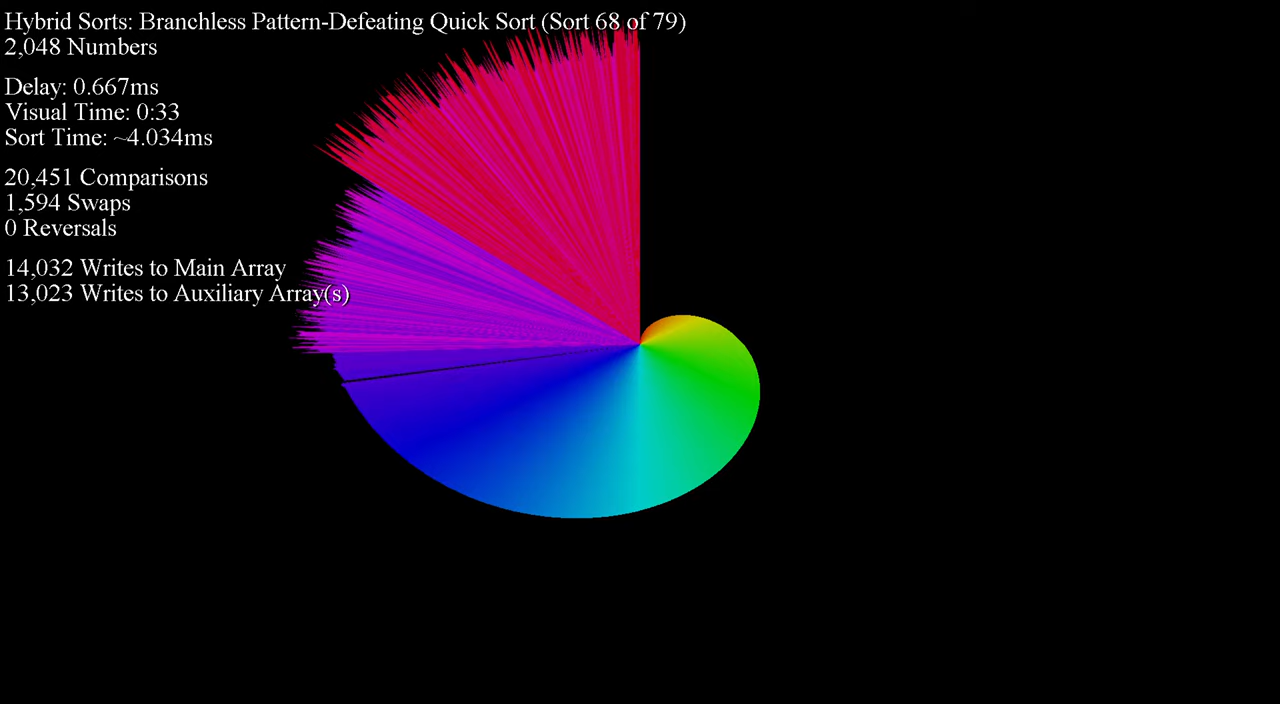 Hybrid Sorts: Branchless Pattern-Defeating Quick Sort (Sort 68 of 79)
2,048 Numbers
Delay: 0.667ms
Visual Time: 0:33
Sort Time: ~4.034ms
20,451 Comparisons
1,594 Swaps
0 Reversals
14,032 Writes to Main Array
13,023 Writes to Auxiliary Array(s)